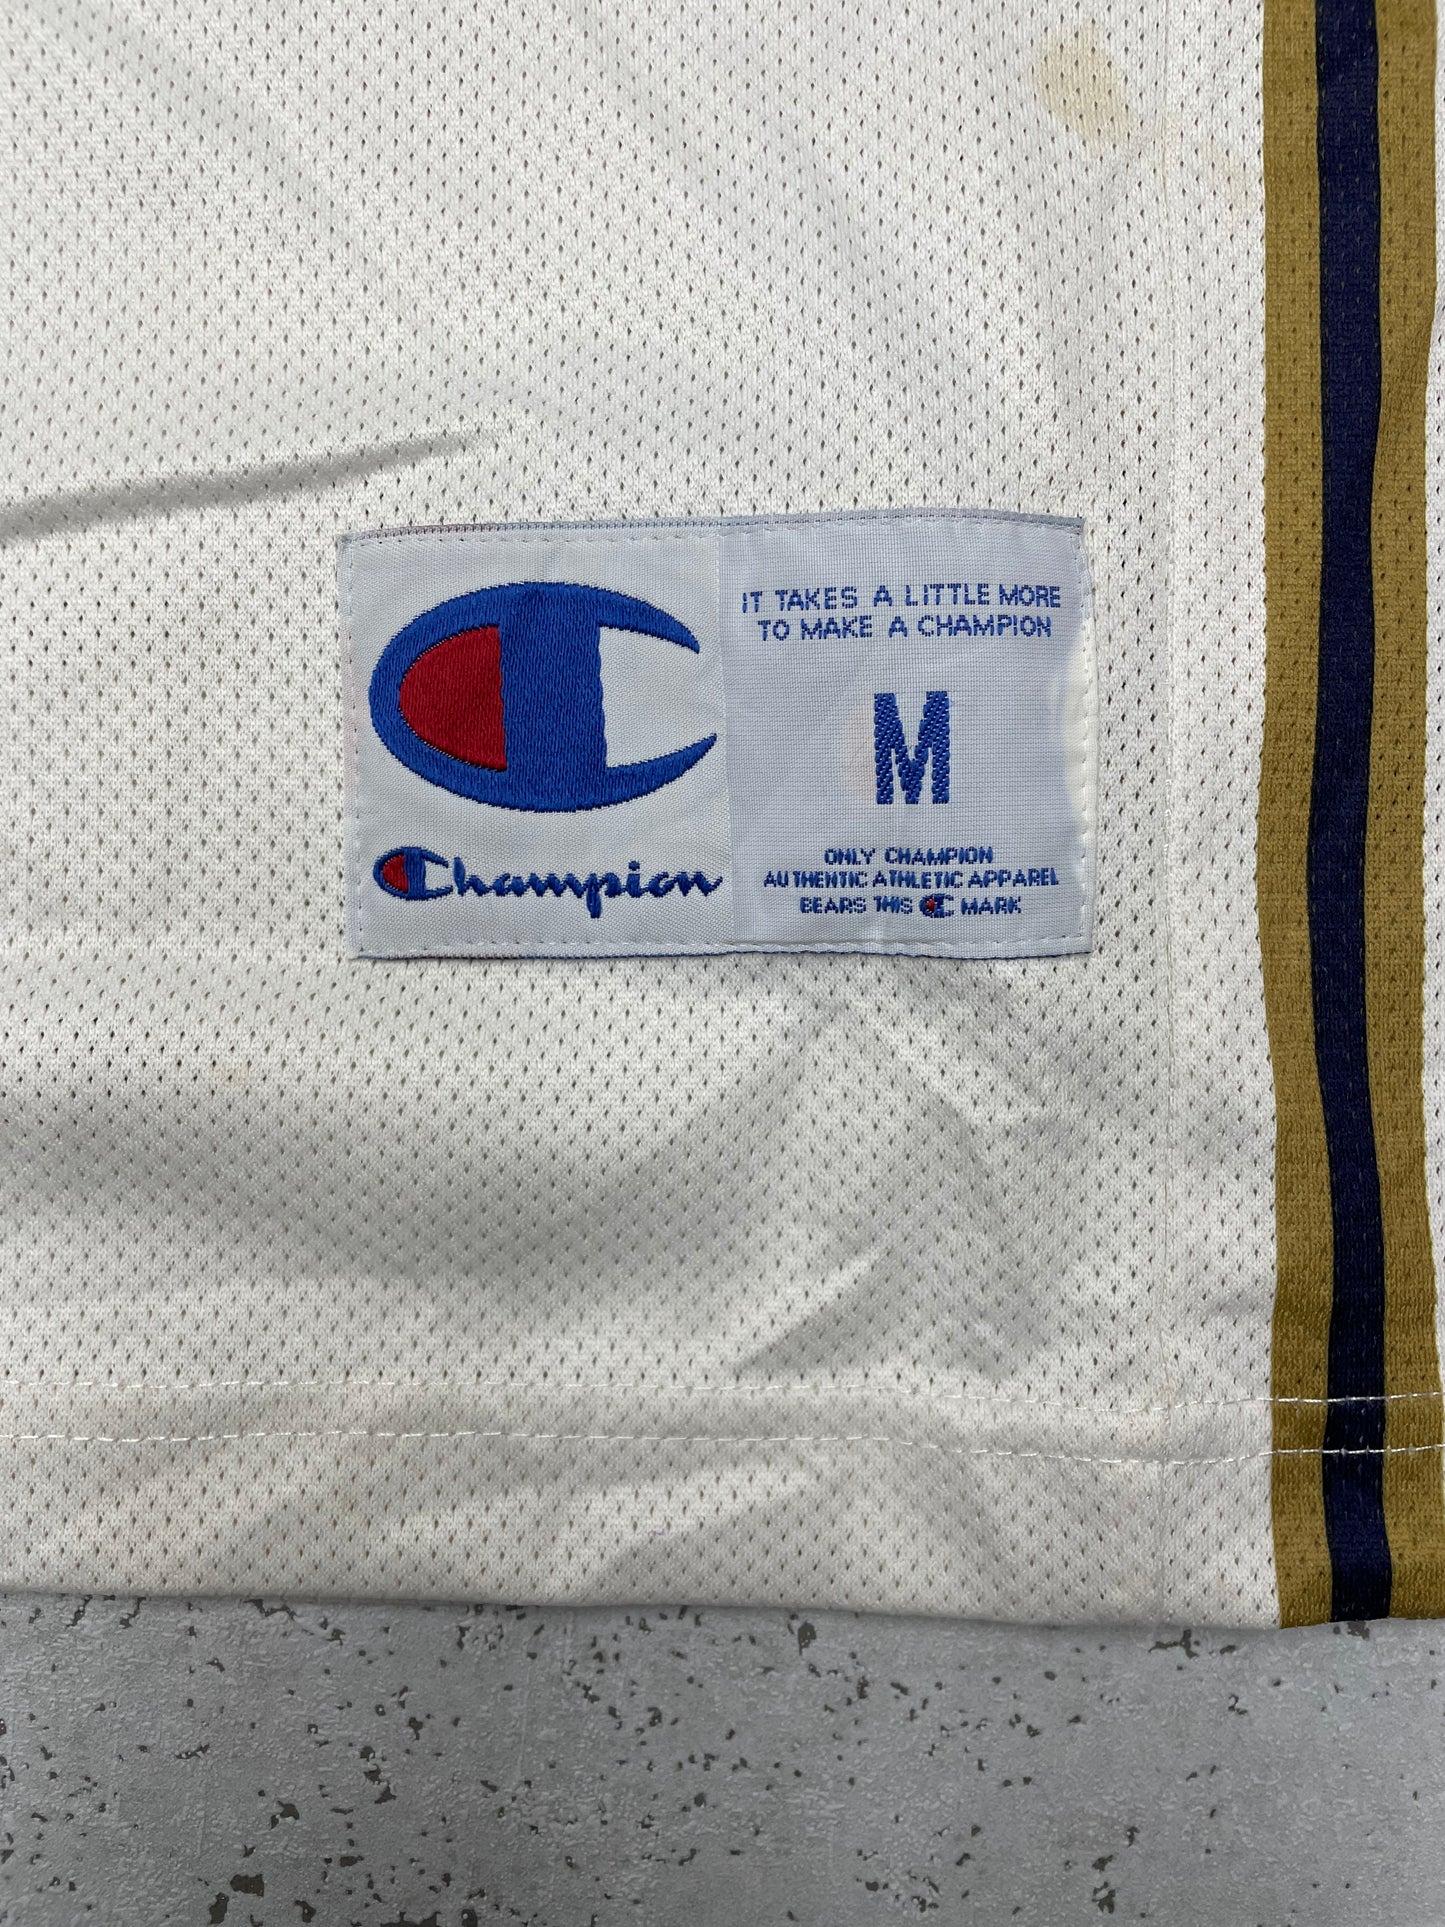 Champion
IT TAKES A LITTLE MORE
TO MAKE A CHAMPION
M
ONLY CHAMPION
AUTHENTIC ATHLETIC APPAREL
BEARS THIS C MARK